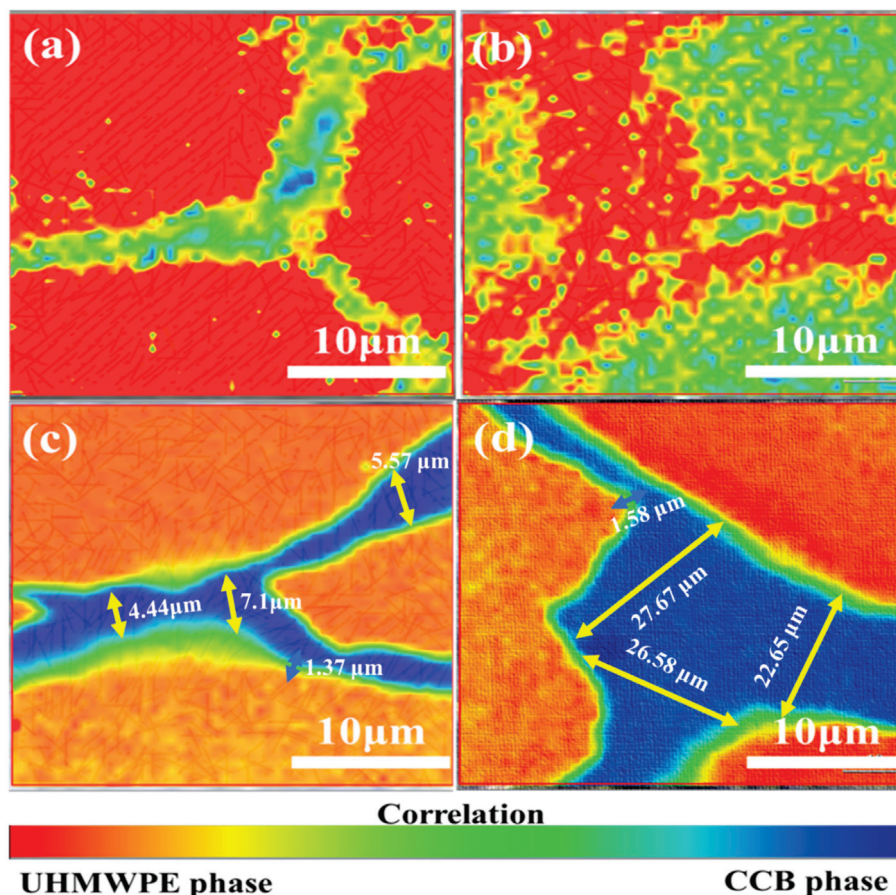 (a)
(b)
10μm
10μm
(c)
5.57 μm
4.44μm
7.1μm
1.37 μm
10μm
(d)
1.58 μm
27.67 μm
26.58 μm
22.65 μm
10μm
Correlation
UHMWPE phase
CCB phase